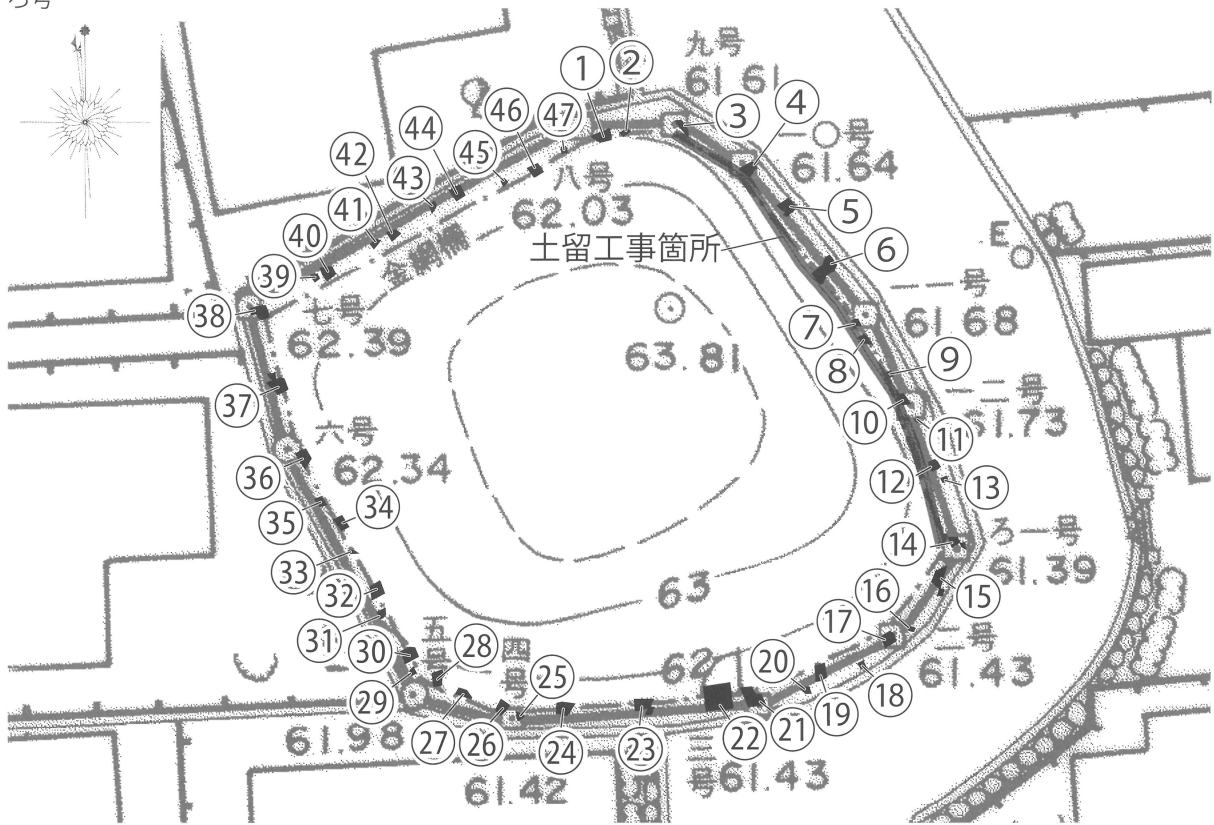 九号
61.61
① ② ③ ④ 一〇号
61.64
㊷ ㊹ ㊻ ㊼
㊶ ㊸ ㊺
八号
62.03
⑤
土留工事箇所
⑥
E
㊵ 金網柵
㊴
㊳ 七号
62.39
63.81
一一号
61.68
⑦
⑧ ⑨
㊲
⑩ 一二号
61.73
⑪
六号
62.34
㊱
⑫ ⑬
㉟ ㉞
⑭ ろ一号
61.39
㉝
㉜ 63 ⑮
⑯
㉛ ⑰ 二号
61.43
五号 ㉘ 四号
㉚ 62 ⑳
㉙ ㉕ ⑱
⑲
61.98 ㉗ ㉖ ㉔ ㉓ ㉒ ㉑
三号 61.43
61.42